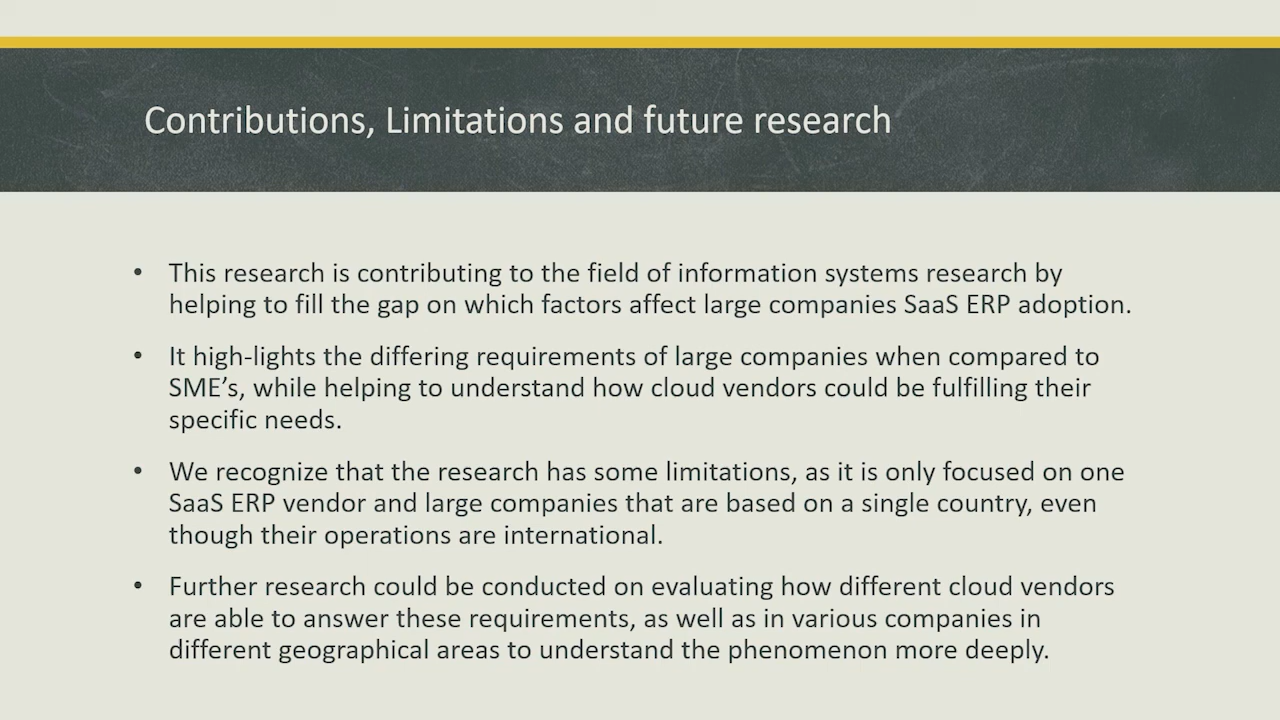 Contributions, Limitations and future research
• This research is contributing to the field of information systems research by
helping to fill the gap on which factors affect large companies SaaS ERP adoption.
• It high-lights the differing requirements of large companies when compared to
SME’s, while helping to understand how cloud vendors could be fulfilling their
specific needs.
• We recognize that the research has some limitations, as it is only focused on one
SaaS ERP vendor and large companies that are based on a single country, even
though their operations are international.
• Further research could be conducted on evaluating how different cloud vendors
are able to answer these requirements, as well as in various companies in
different geographical areas to understand the phenomenon more deeply.